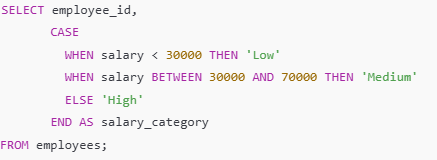 SELECT employee_id,
       CASE
         WHEN salary < 30000 THEN 'Low'
         WHEN salary BETWEEN 30000 AND 70000 THEN 'Medium'
         ELSE 'High'
       END AS salary_category
FROM employees;